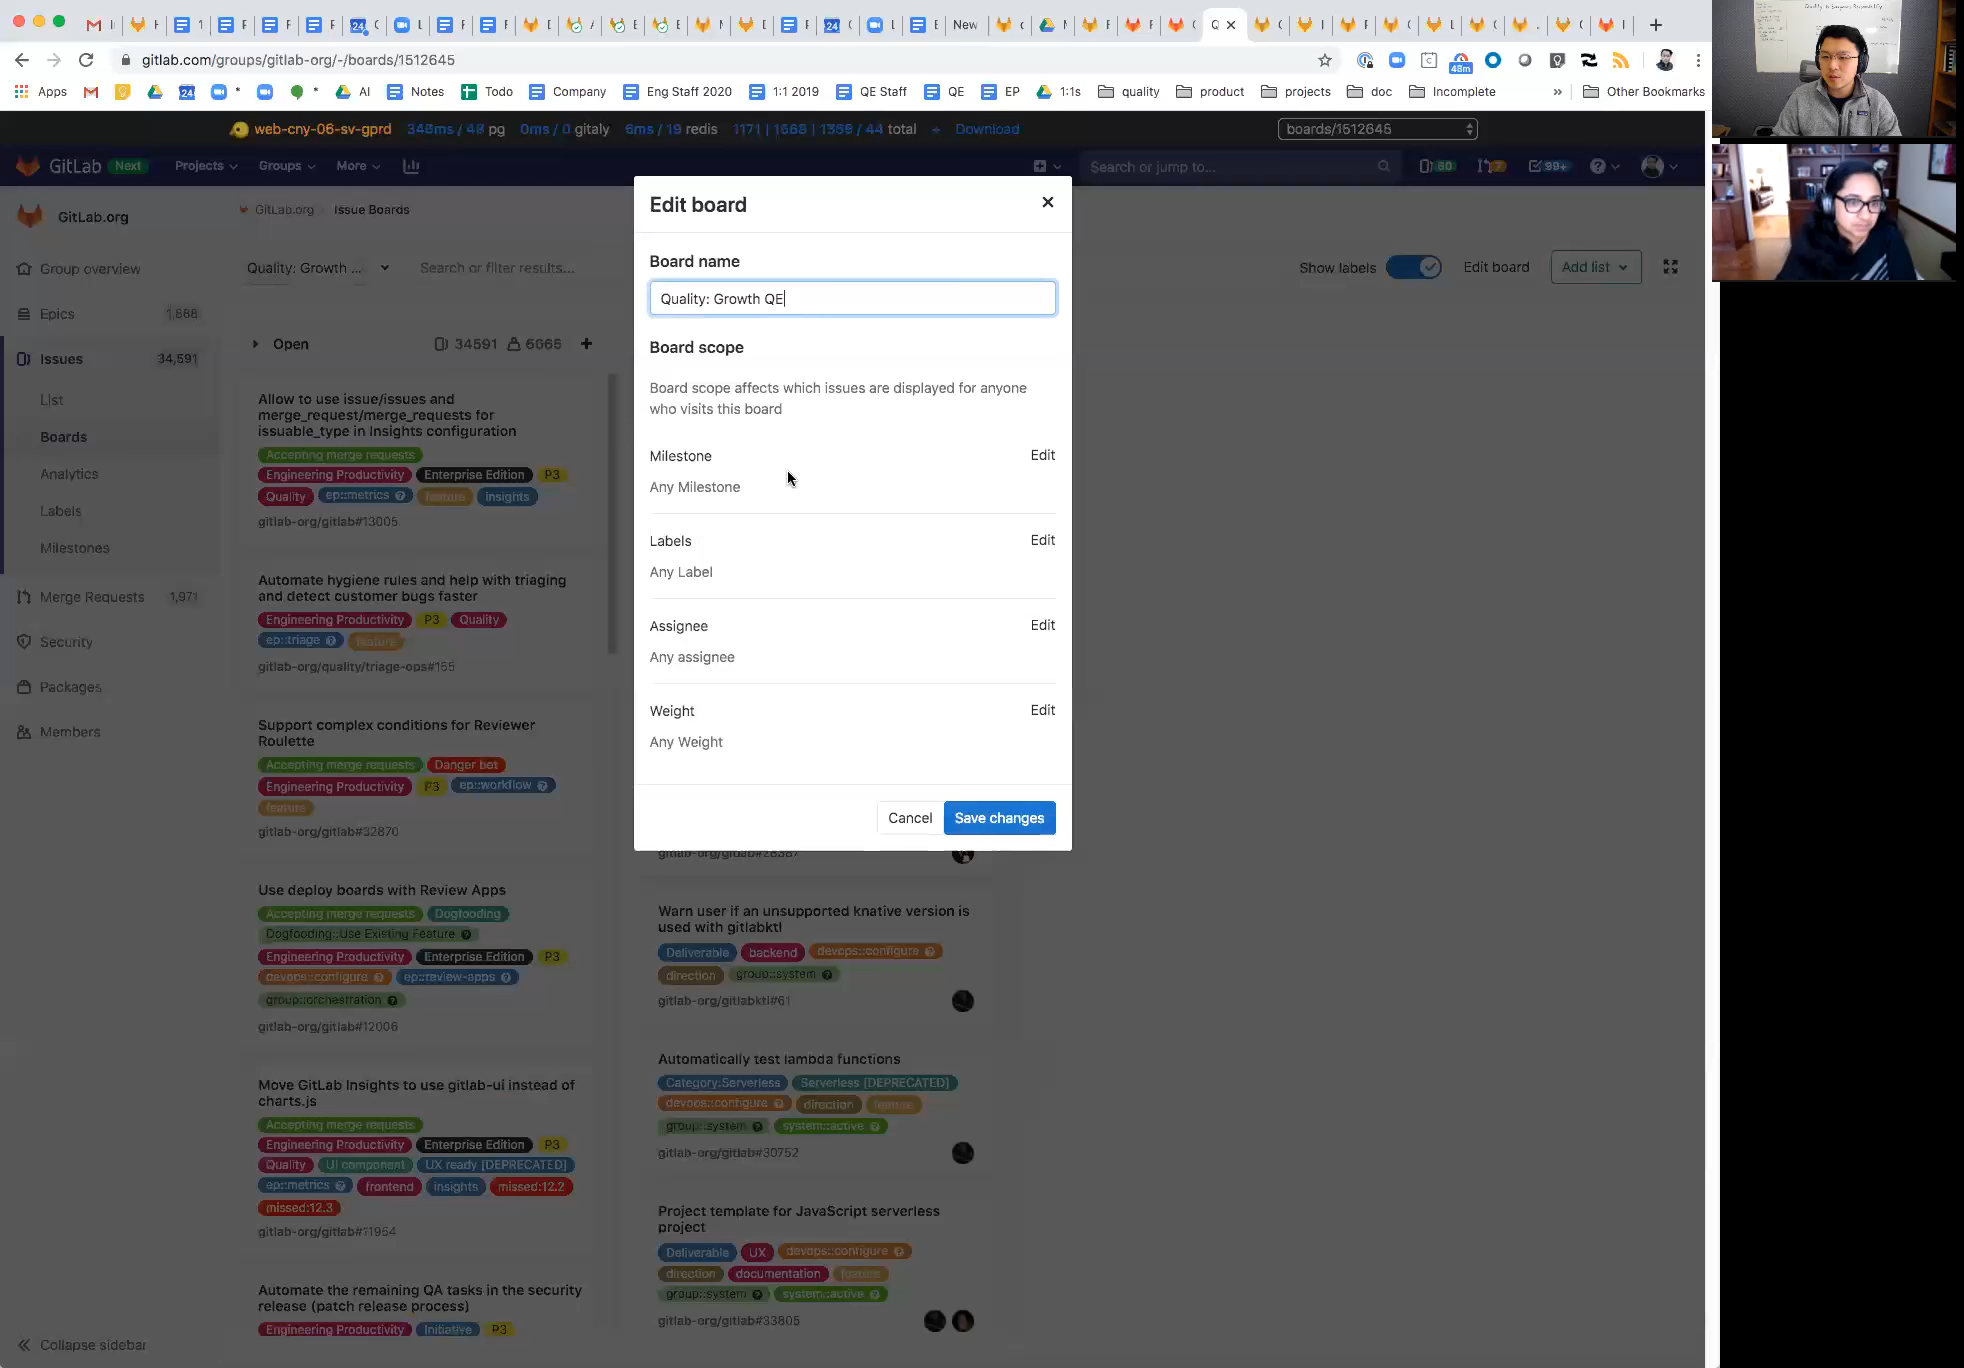 gitlab.com/groups/gitlab-org/-/boards/1512645
48m
Apps
24
*
*
AI
Notes
Todo
Company
Eng Staff 2020
1:1 2019
QE Staff
QE
EP
1:1s
quality
product
projects
doc
Incomplete
»
Other Bookmarks
web-cny-06-sv-gprd
pg
0ms / 0 gitaly
6ms / 19 redis
/ 44 total
+
Download
GitLab
Next
Projects
Groups
More
Search or jump to...
99+
GitLab.org
GitLab.org
Issue Boards
Group overview
Epics
Issues
34,591
List
Boards
Analytics
Labels
Milestones
Merge Requests
1,971
Security
Packages
Members
Collapse sidebar
Quality: Growth ...
Search or filter results...
Show labels
Edit board
Add list
Open
34591
Allow to use issue/issues and
merge_request/merge_requests for
issuable_type in Insights configuration
Accepting merge requests
Engineering Productivity Enterprise Edition P3
Quality ep::metrics feature insights
gitlab-org/gitlab#13005
Automate hygiene rules and help with triaging
and detect customer bugs faster
Engineering Productivity P3 Quality
ep::triage feature
gitlab-org/quality/triage-ops#155
Support complex conditions for Reviewer
Roulette
Accepting merge requests Danger bot
Engineering Productivity P3 ep::workflow
feature
gitlab-org/gitlab#32870
Use deploy boards with Review Apps
Accepting merge requests Dogfooding
Dogfooding::Use Existing Feature
Engineering Productivity Enterprise Edition P3
devops::configure ep::review-apps
group::orchestration
gitlab-org/gitlab#12006
Move GitLab Insights to use gitlab-ui instead of
charts.js
Accepting merge requests
Engineering Productivity Enterprise Edition P3
Quality UI component UX ready [DEPRECATED]
ep::metrics frontend insights missed:12.2
missed:12.3
Automate the remaining QA tasks in the security
release (patch release process)
Engineering Productivity Initiative P3
Edit board
Board name
Quality: Growth QE
Board scope
Board scope affects which issues are displayed for anyone
who visits this board
Milestone
Edit
Any Milestone
Labels
Edit
Any Label
Assignee
Edit
Any assignee
Weight
Edit
Any Weight
Cancel
Save changes
Warn user if an unsupported knative version is
used with gitlabktl
Deliverable backend devops::configure
direction group::system
gitlab-org/gitlabktl#61
Automatically test lambda functions
Category:Serverless Serverless [DEPRECATED]
devops::configure direction feature
group::system system::active
gitlab-org/gitlab#30752
Project template for JavaScript serverless
project
Deliverable UX devops::configure
direction documentation feature
group::system system::active
gitlab-org/gitlab#33805